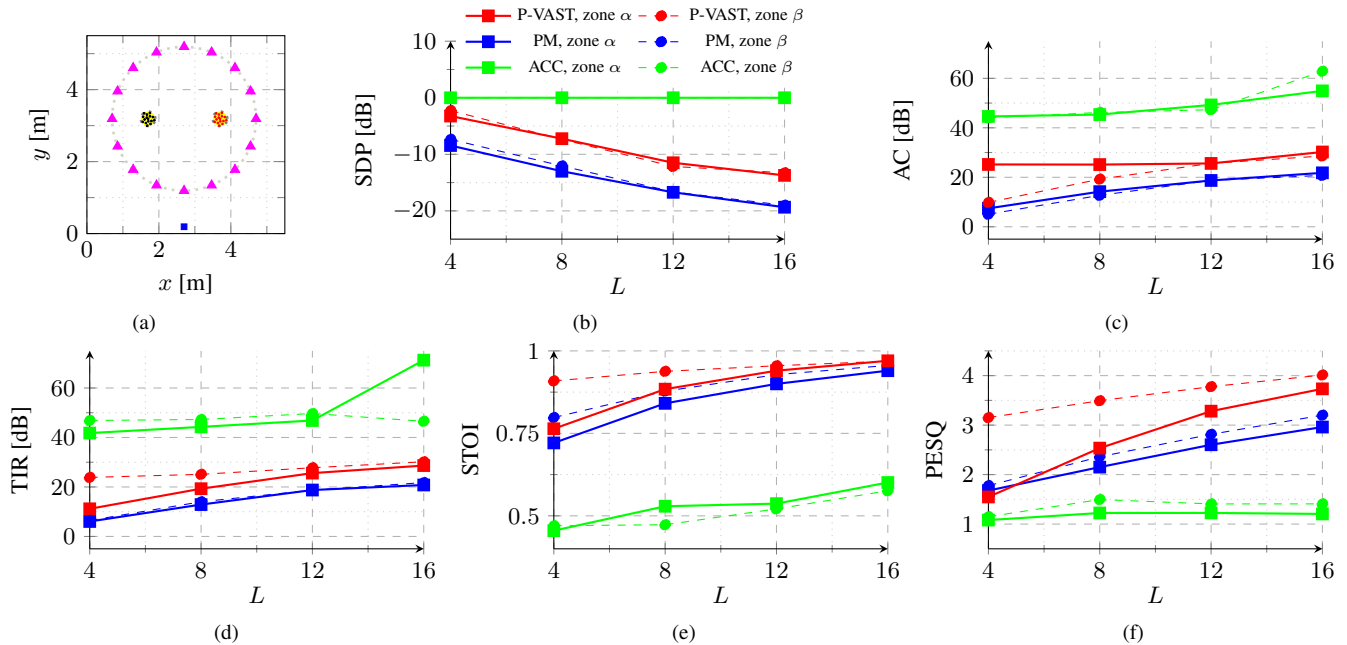 P-VAST, zone α
P-VAST, zone β
PM, zone α
PM, zone β
ACC, zone α
ACC, zone β
4
2
0
0 2 4
y [m]
x [m]
(a)
10
0
−10
−20
4 8 12 16
SDP [dB]
L
(b)
60
40
20
0
4 8 12 16
AC [dB]
L
(c)
60
40
20
0
4 8 12 16
TIR [dB]
L
(d)
1
0.75
0.5
4 8 12 16
STOI
L
(e)
4
3
2
1
4 8 12 16
PESQ
L
(f)